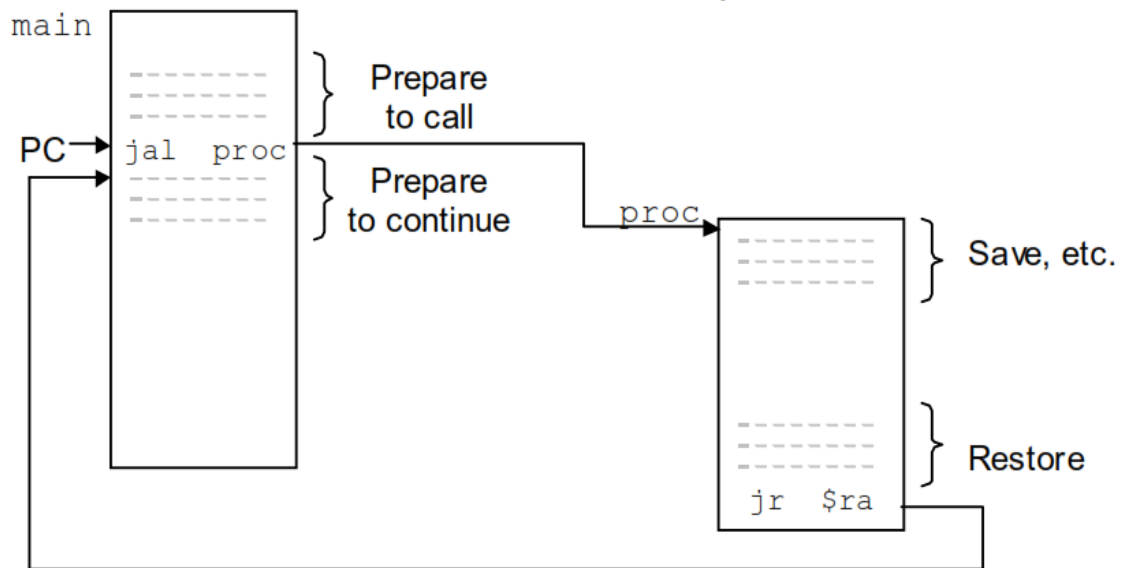 main
Prepare
to call
PC
jal proc
Prepare
to continue
proc
Save, etc.
Restore
jr $ra